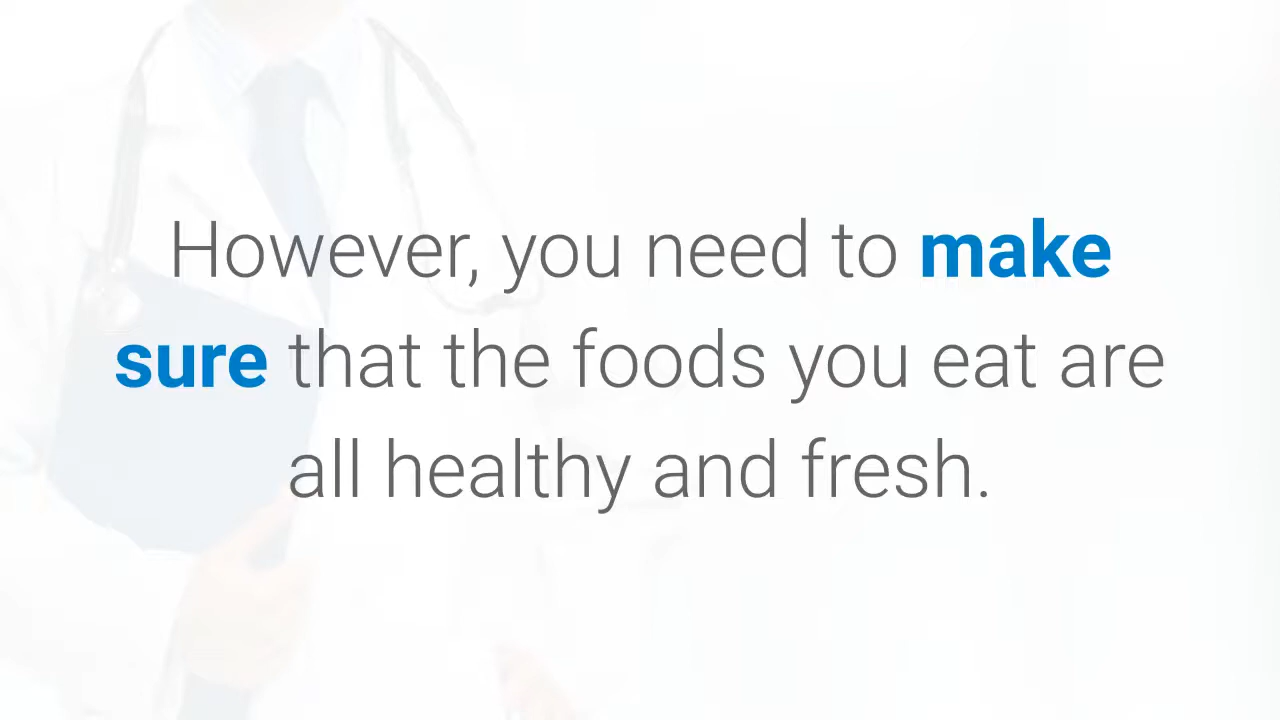 However, you need to make
sure that the foods you eat are
all healthy and fresh.